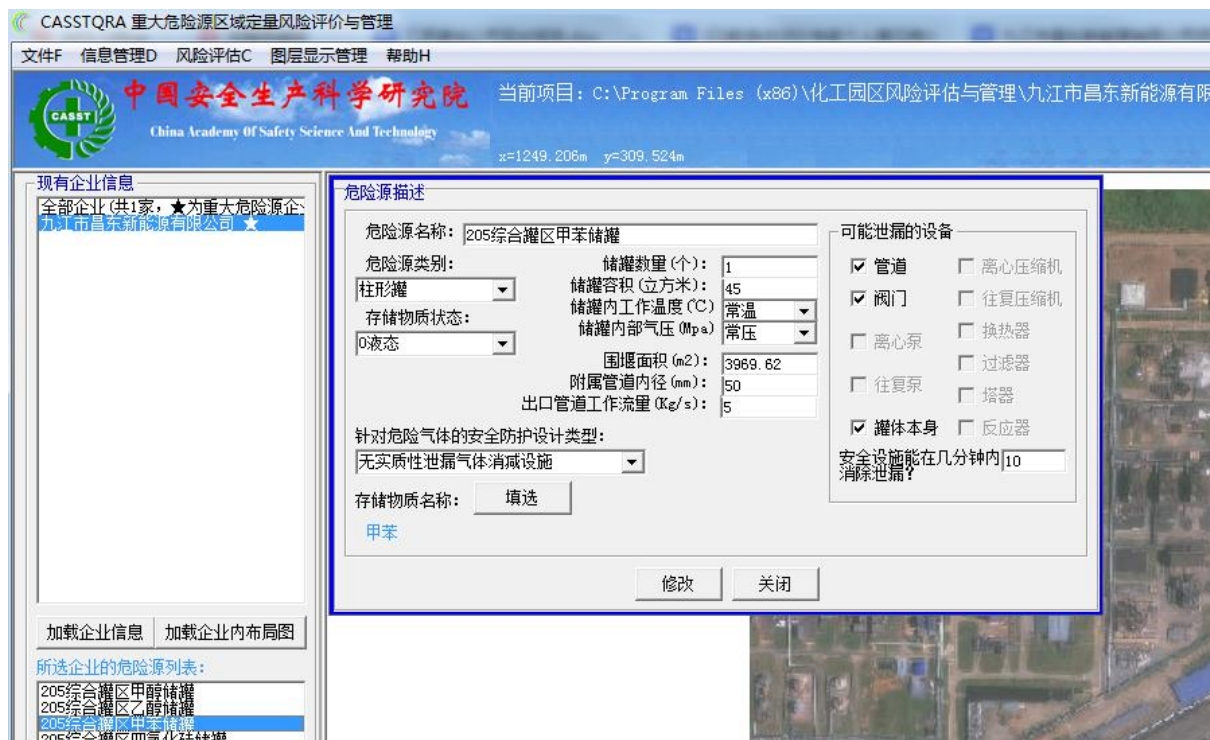 CASSTQRA 重大危险源区域定量风险评价与管理
文件F 信息管理D 风险评估C 图层显示管理 帮助H
CASST
中国安全生产科学研究院
China Academy Of Safety Science And Technology
当前项目: C:\Program Files (x86)\化工园区风险评估与管理\九江市昌东新能源有限
x=1249.206m y=309.524m
现有企业信息
全部企业(共1家,★为重大危险源企
九江市昌东新能源有限公司 ★
加载企业信息 加载企业内布局图
所选企业的危险源列表:
205综合罐区甲醇储罐
205综合罐区乙醇储罐
205综合罐区甲苯储罐
205综合罐区四氯化硅储罐
危险源描述
危险源名称: 205综合罐区甲苯储罐
危险源类别:
柱形罐
存储物质状态:
0液态
储罐数量(个): 1
储罐容积(立方米): 45
储罐内工作温度(℃) 常温
储罐内部气压(Mpa) 常压
围堰面积(m2): 3969.62
附属管道内径(mm): 50
出口管道工作流量(Kg/s): 5
针对危险气体的安全防护设计类型:
无实质性泄漏气体消减设施
存储物质名称: 填选
甲苯
可能泄漏的设备
管道 离心压缩机
阀门 往复压缩机
离心泵 换热器
过滤器
往复泵 塔器
罐体本身 反应器
安全设施能在几分钟内 10
消除泄漏?
修改 关闭